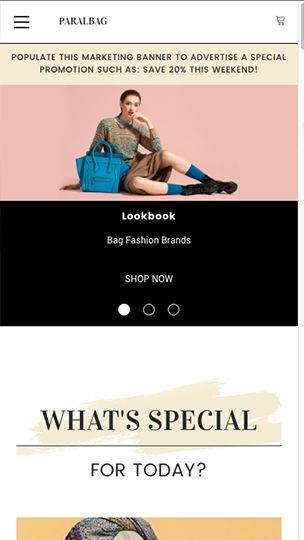 PARALBAG
POPULATE THIS MARKETING BANNER TO ADVERTISE A SPECIAL
PROMOTION SUCH AS: SAVE 20% THIS WEEKEND!
Lookbook
Bag Fashion Brands
SHOP NOW
WHAT'S SPECIAL
FOR TODAY?